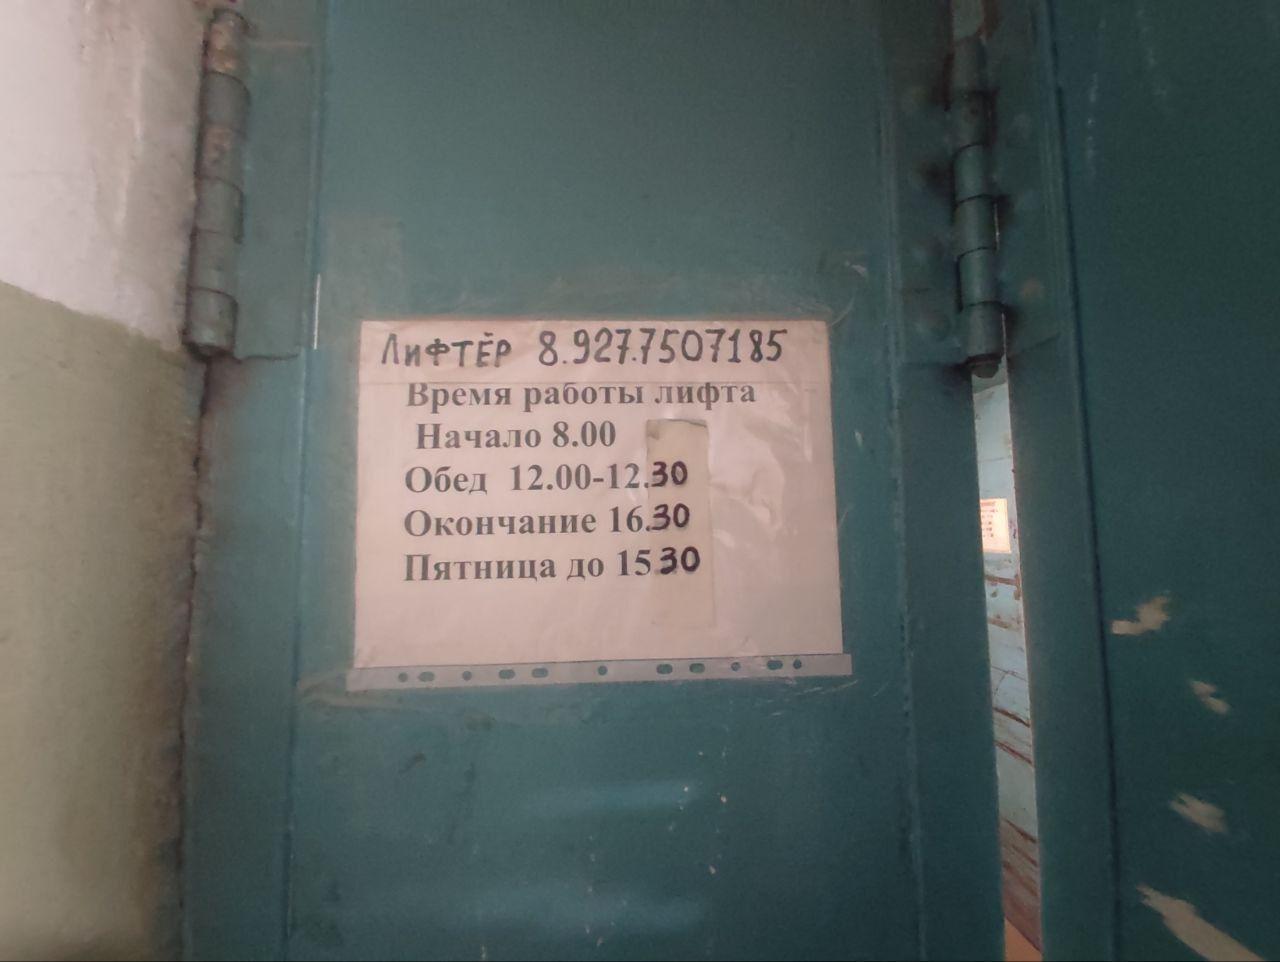 Лифтёр 8.927.7507185
Время работы лифта
Начало 8.00
Обед 12.00-12.30
Окончание 16.30
Пятница до 15 30